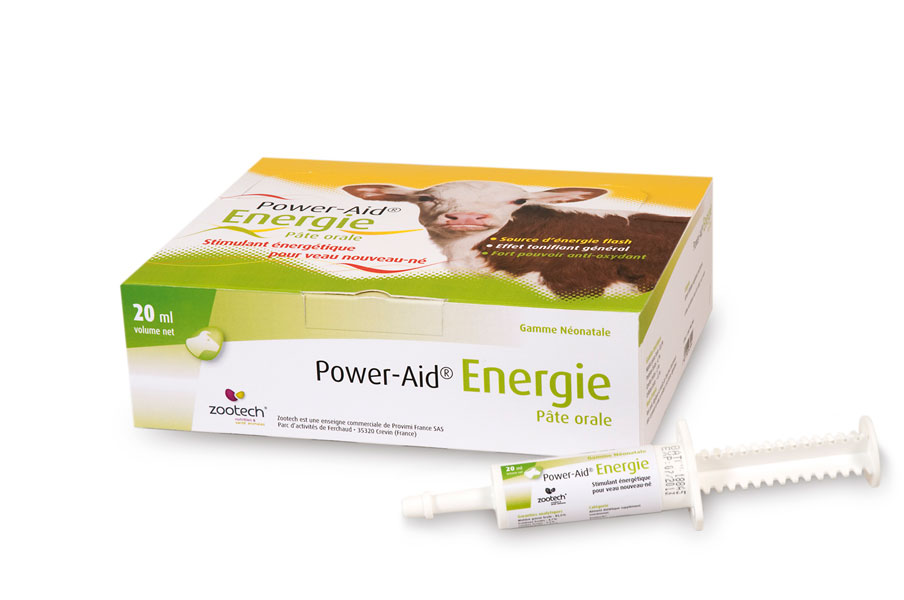 Power-Aid®
Energie
Pâte orale
Stimulant énergétique
pour veau nouveau-né
• Source d'énergie flash
• Effet tonifiant général
• Fort pouvoir anti-oxydant
20 ml
volume net
Gamme Néonatale
Power-Aid® Energie
Pâte orale
zootech®
Zootech est une enseigne commerciale de Provimi France SAS
Parc d'activités de Ferchaud - 35320 Crevin (France)
Gamme Néonatale
20 ml
Power-Aid® Energie
Stimulant énergétique
pour veau nouveau-né
zootech®